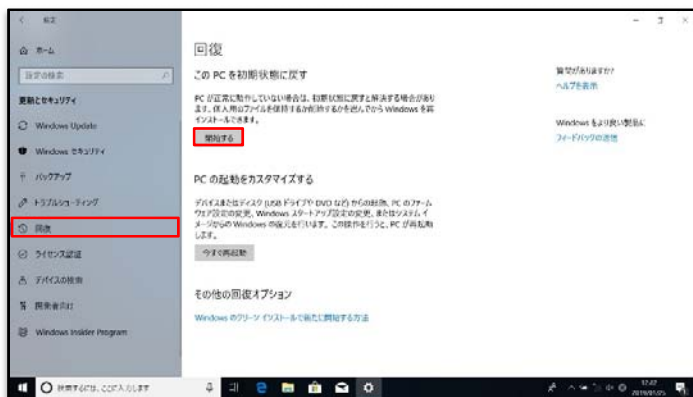 設定
ホーム
設定の検索
更新とセキュリティ
Windows Update
Windows セキュリティ
バックアップ
トラブルシューティング
回復
ライセンス認証
デバイスの検索
開発者向け
Windows Insider Program
回復
この PC を初期状態に戻す
PC が正常に動作していない場合は、初期状態に戻すと解決する場合があり
ます。個人用のファイルを保持するか削除するかを選んでから Windows を再
インストールできます。
開始する
PC の起動をカスタマイズする
デバイスまたはディスク (USB ドライブや DVD など) からの起動、PC のファーム
ウェア設定の変更、Windows スタートアップ設定の変更、またはシステム イ
メージからの Windows の復元を行います。この操作を行うと、PC が再起動
します。
今すぐ再起動
その他の回復オプション
Windows のクリーン インストールで新たに開始する方法
質問がありますか?
ヘルプを表示
Windows をより良い製品に
フィードバックの送信
検索するには、ここに入力します
12:42
2019/01/25